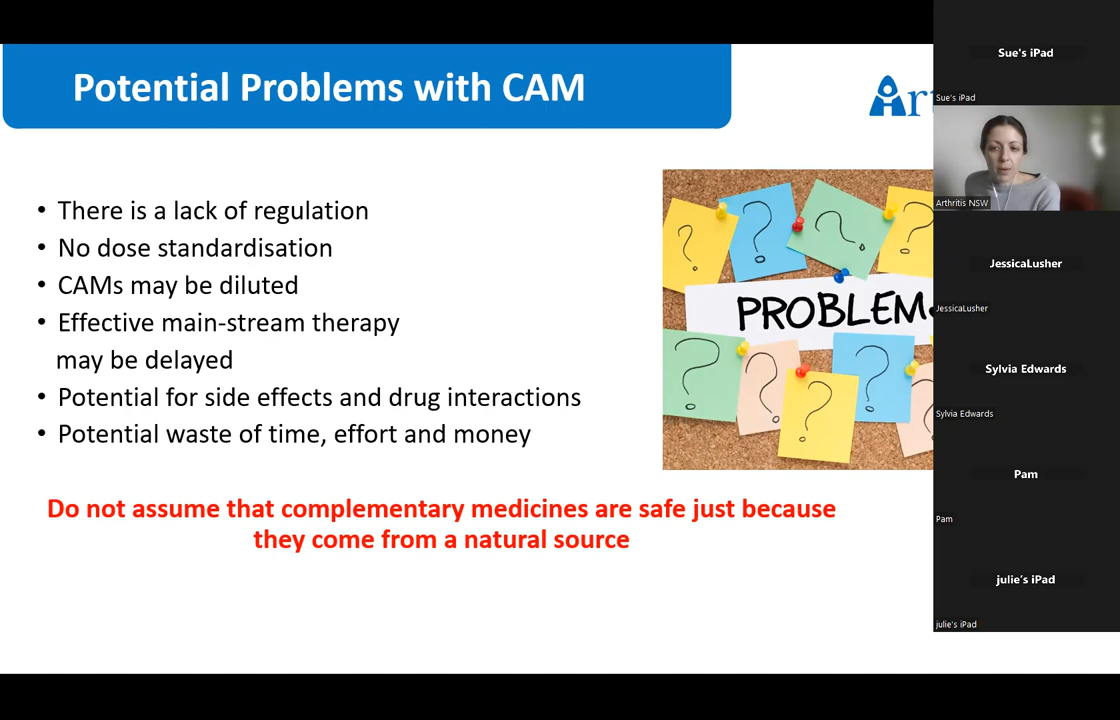 Potential Problems with CAM
Art
• There is a lack of regulation
• No dose standardisation
• CAMs may be diluted
• Effective main-stream therapy
may be delayed
• Potential for side effects and drug interactions
• Potential waste of time, effort and money
?
?
?
?
PROBLEM
?
?
?
?
?
Do not assume that complementary medicines are safe just because
they come from a natural source
Sue's iPad
Sue's iPad
Arthritis NSW
JessicaLusher
JessicaLusher
Sylvia Edwards
Sylvia Edwards
Pam
Pam
julie's iPad
julie's iPad